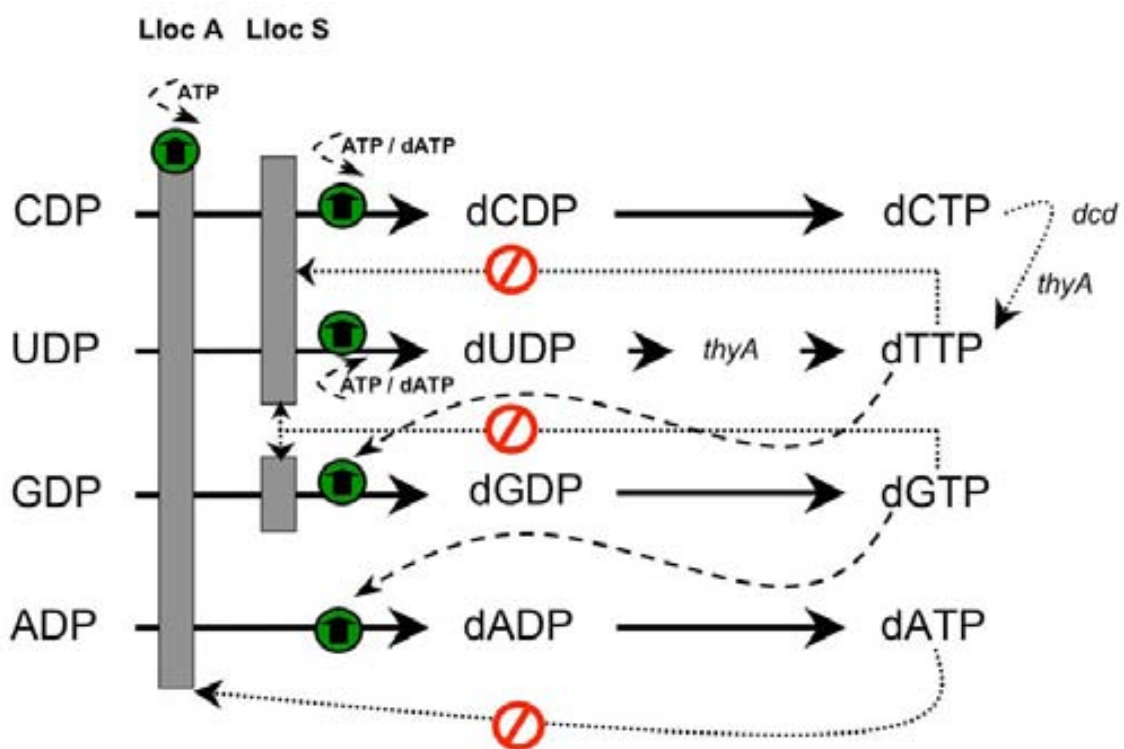 Lloc A Lloc S
ATP
ATP / dATP
CDP dCDP dCTP dcd
thyA
UDP dUDP thyA dTTP
ATP / dATP
GDP dGDP dGTP
ADP dADP dATP